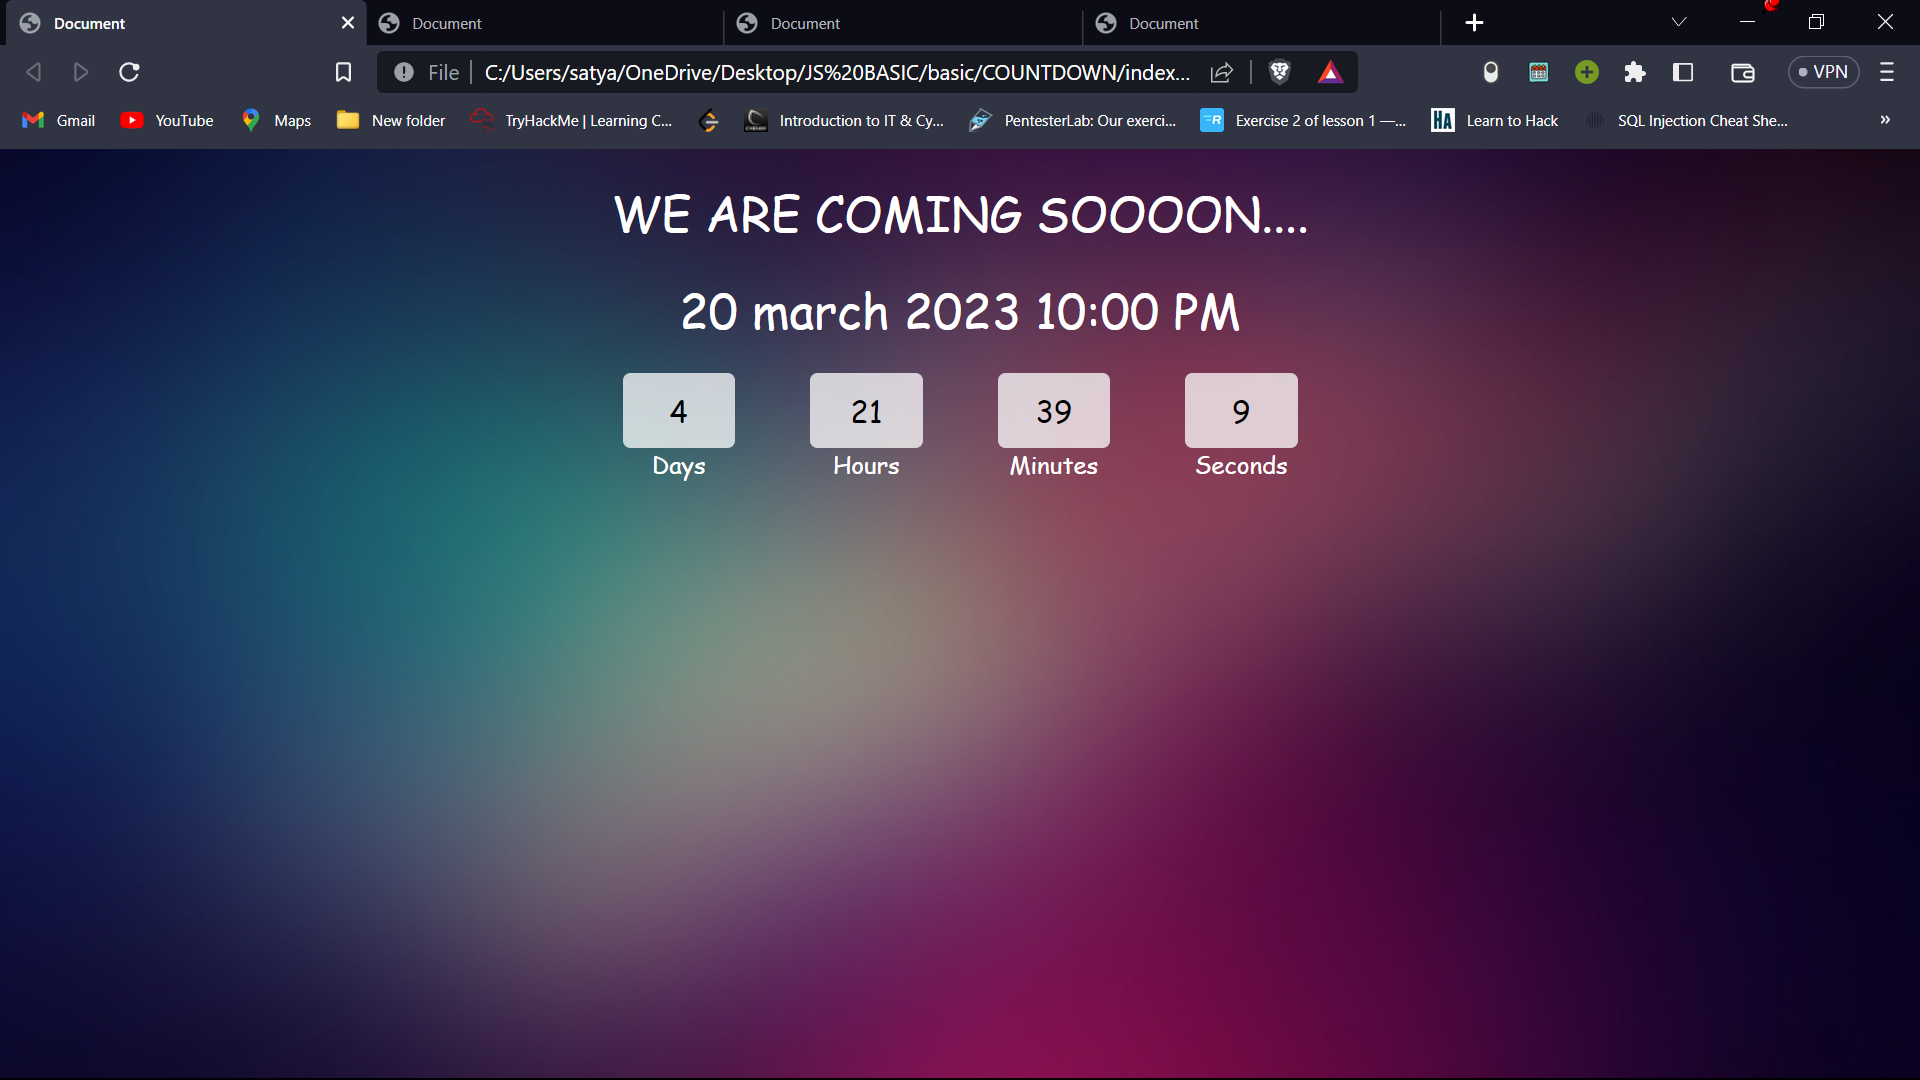 Document
Document
Document
Document
File
C:/Users/satya/OneDrive/Desktop/JS%20BASIC/basic/COUNTDOWN/index...
VPN
Gmail
YouTube
Maps
New folder
TryHackMe | Learning C...
Introduction to IT & Cy...
PentesterLab: Our exerci...
Exercise 2 of lesson 1 —...
HA
Learn to Hack
SQL Injection Cheat She...
WE ARE COMING SOOOON....
20 march 2023 10:00 PM
4 21 39 9
Days Hours Minutes Seconds